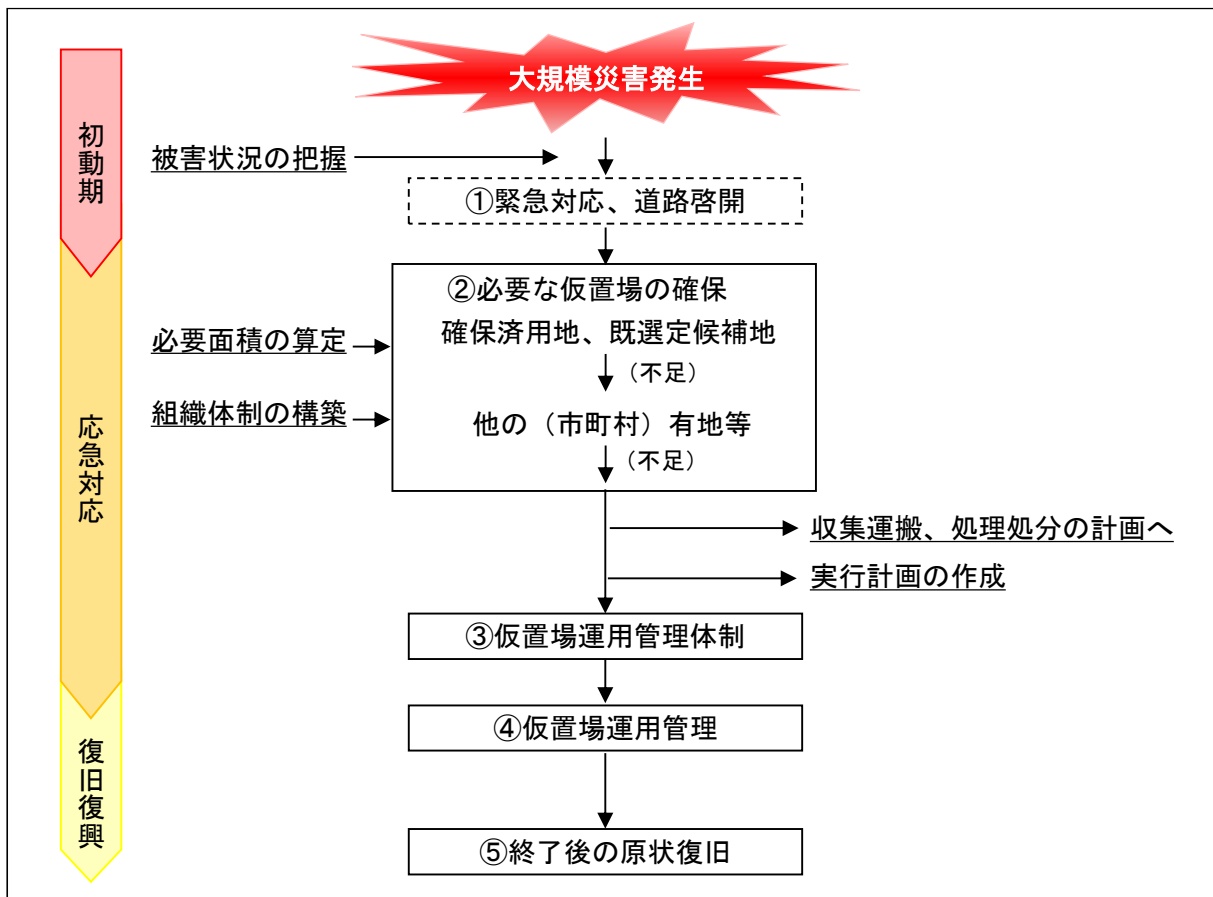 大規模災害発生
初動期
被害状況の把握
①緊急対応、道路啓開
②必要な仮置場の確保
確保済用地、既選定候補地
必要面積の算定
（不足）
組織体制の構築
他の（市町村）有地等
（不足）
応急対応
収集運搬、処理処分の計画へ
実行計画の作成
③仮置場運用管理体制
④仮置場運用管理
復旧復興
⑤終了後の原状復旧